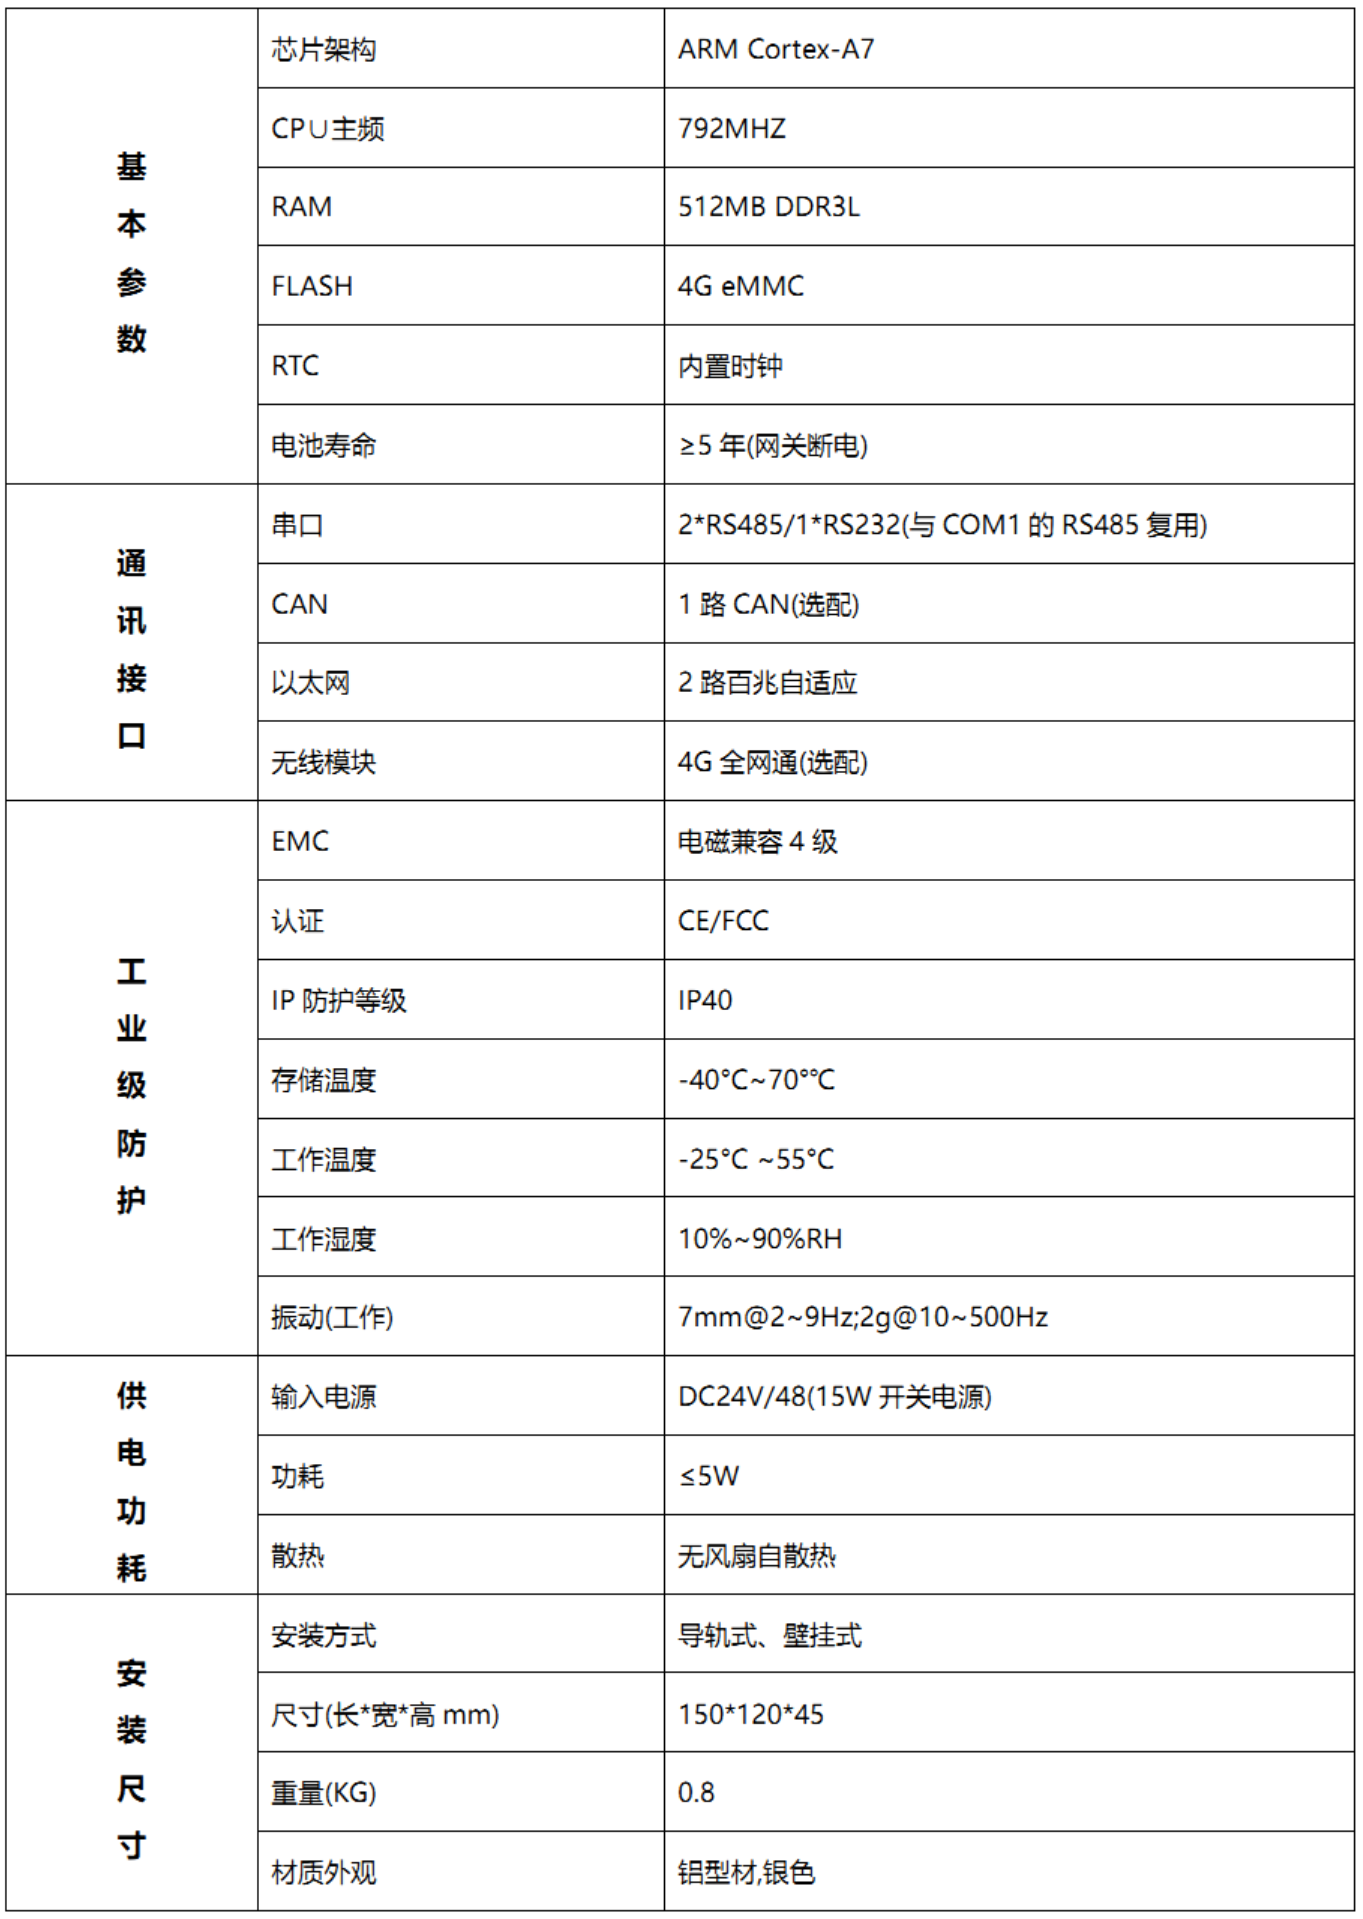 基本参数
芯片架构 ARM Cortex-A7
CP∪主频 792MHZ
RAM 512MB DDR3L
FLASH 4G eMMC
RTC 内置时钟
电池寿命 ≥5 年(网关断电)
通讯接口
串口 2*RS485/1*RS232(与 COM1 的 RS485 复用)
CAN 1 路 CAN(选配)
以太网 2 路百兆自适应
无线模块 4G 全网通(选配)
工业级防护
EMC 电磁兼容 4 级
认证 CE/FCC
IP 防护等级 IP40
存储温度 -40°C~70°℃
工作温度 -25°C ~55°C
工作湿度 10%~90%RH
振动(工作) 7mm@2~9Hz;2g@10~500Hz
供电功耗
输入电源 DC24V/48(15W 开关电源)
功耗 ≤5W
散热 无风扇自散热
安装尺寸
安装方式 导轨式、壁挂式
尺寸(长*宽*高 mm) 150*120*45
重量(KG) 0.8
材质外观 铝型材,银色